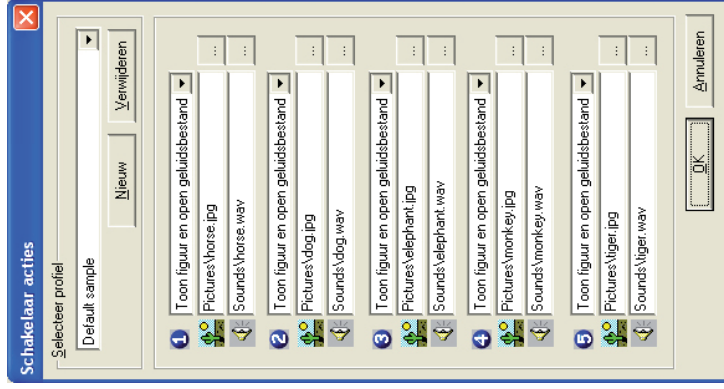 Schakelaar acties
Selecteer profiel
Default sample
Nieuw
Verwijderen
1 Toon figuur en open geluidsbestand
Pictures\horse.jpg ...
Sounds\horse.wav ...
2 Toon figuur en open geluidsbestand
Pictures\dog.jpg ...
Sounds\dog.wav ...
3 Toon figuur en open geluidsbestand
Pictures\elephant.jpg ...
Sounds\elephant.wav ...
4 Toon figuur en open geluidsbestand
Pictures\monkey.jpg ...
Sounds\monkey.wav ...
5 Toon figuur en open geluidsbestand
Pictures\tiger.jpg ...
Sounds\tiger.wav ...
OK
Annuleren